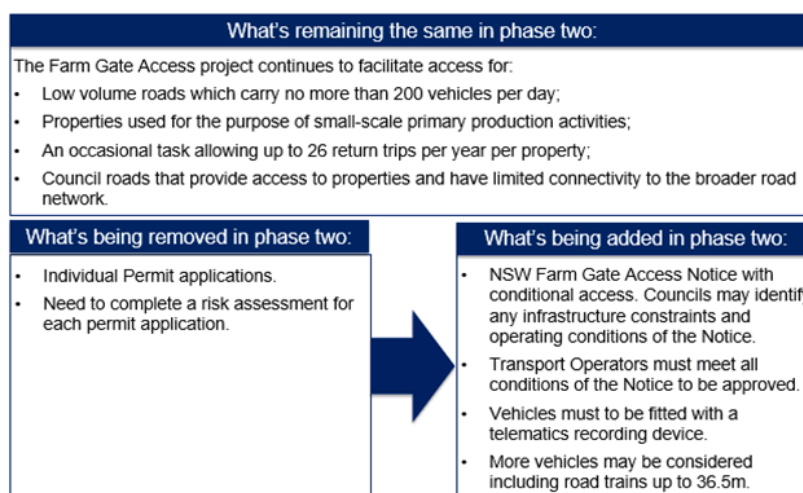 What's remaining the same in phase two:
The Farm Gate Access project continues to facilitate access for:
• Low volume roads which carry no more than 200 vehicles per day;
• Properties used for the purpose of small-scale primary production activities;
• An occasional task allowing up to 26 return trips per year per property;
• Council roads that provide access to properties and have limited connectivity to the broader road
network.
What's being removed in phase two:
• Individual Permit applications.
• Need to complete a risk assessment for
each permit application.
What's being added in phase two:
• NSW Farm Gate Access Notice with
conditional access. Councils may identify
any infrastructure constraints and
operating conditions of the Notice.
• Transport Operators must meet all
conditions of the Notice to be approved.
• Vehicles must to be fitted with a
telematics recording device.
• More vehicles may be considered
including road trains up to 36.5m.